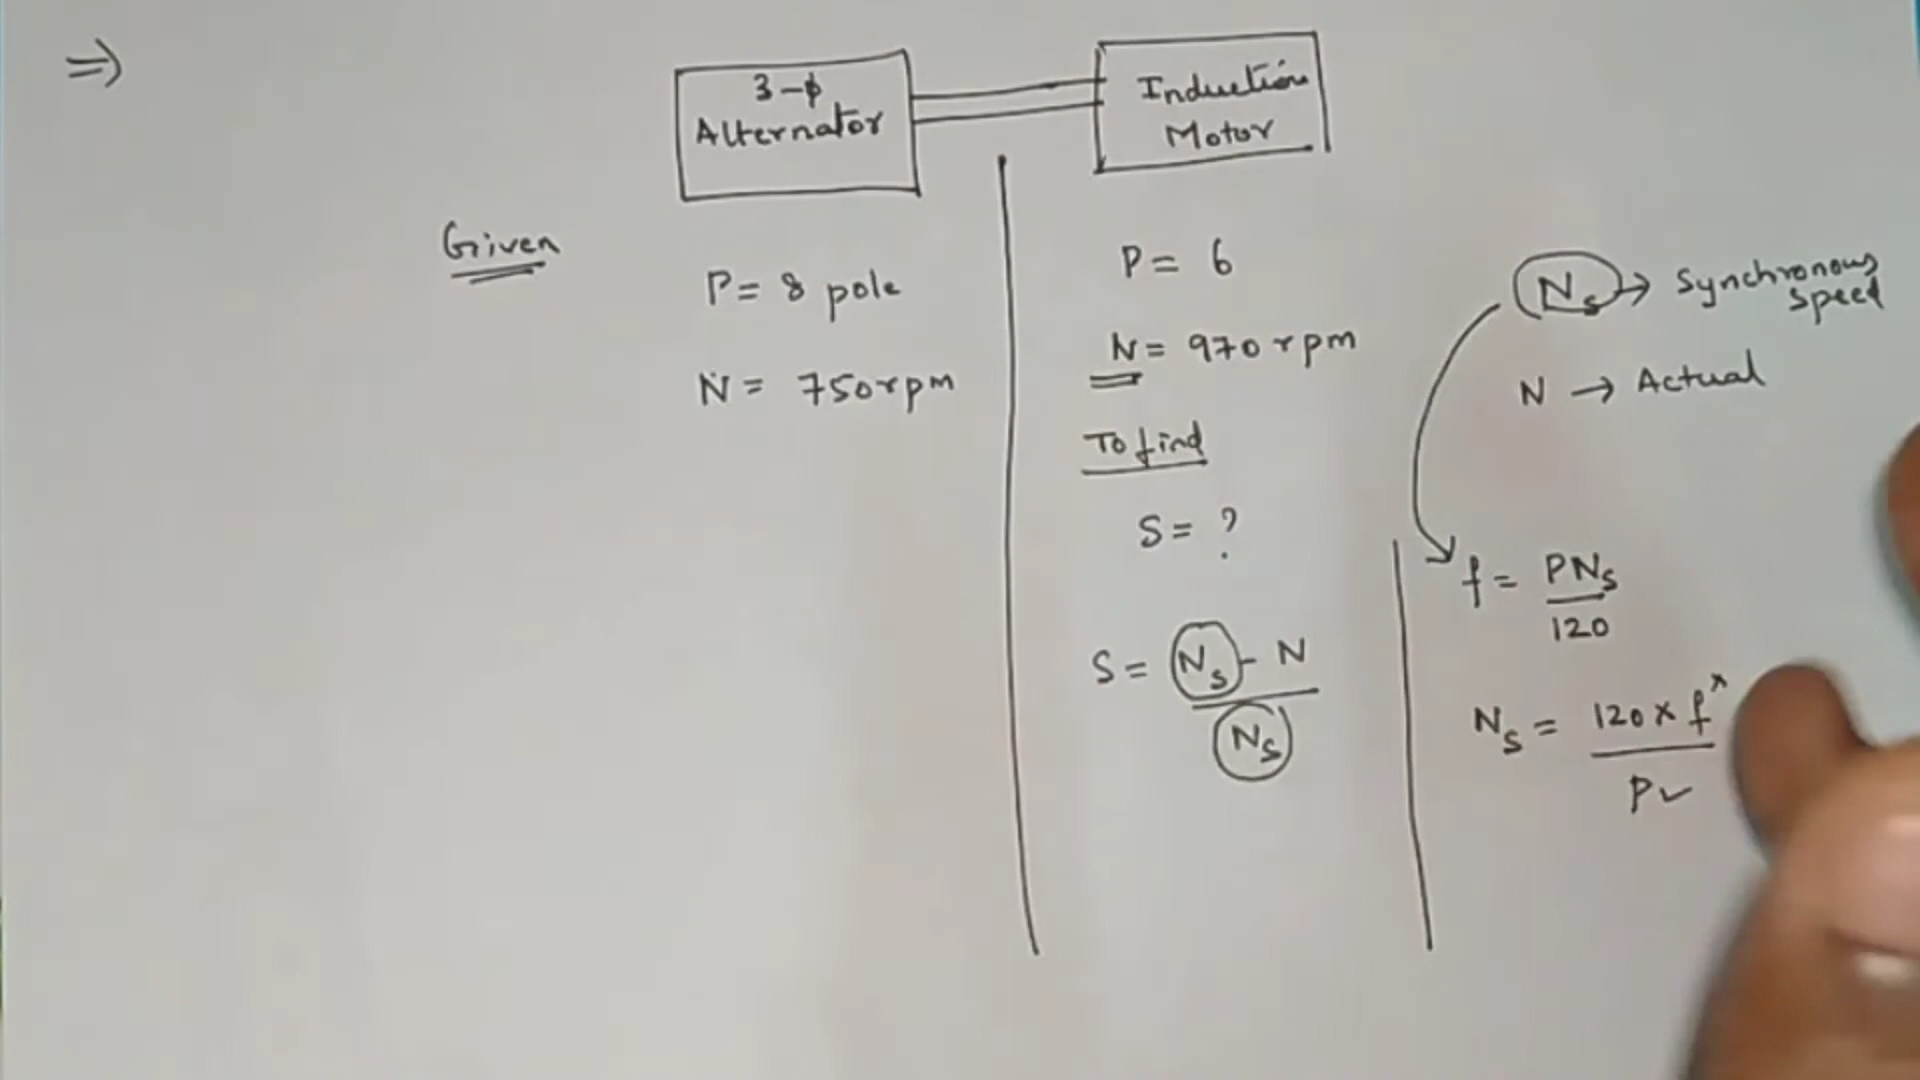 ⇒
3-ϕ
Alternator
Induction
Motor
Given
P = 8 pole
N = 750 rpm
P = 6
N = 970 rpm
To find
S = ?
S = Ns - N
Ns
Ns → Synchronous
speed
N → Actual
f = PNs
120
Ns = 120 × f ×
P ✓